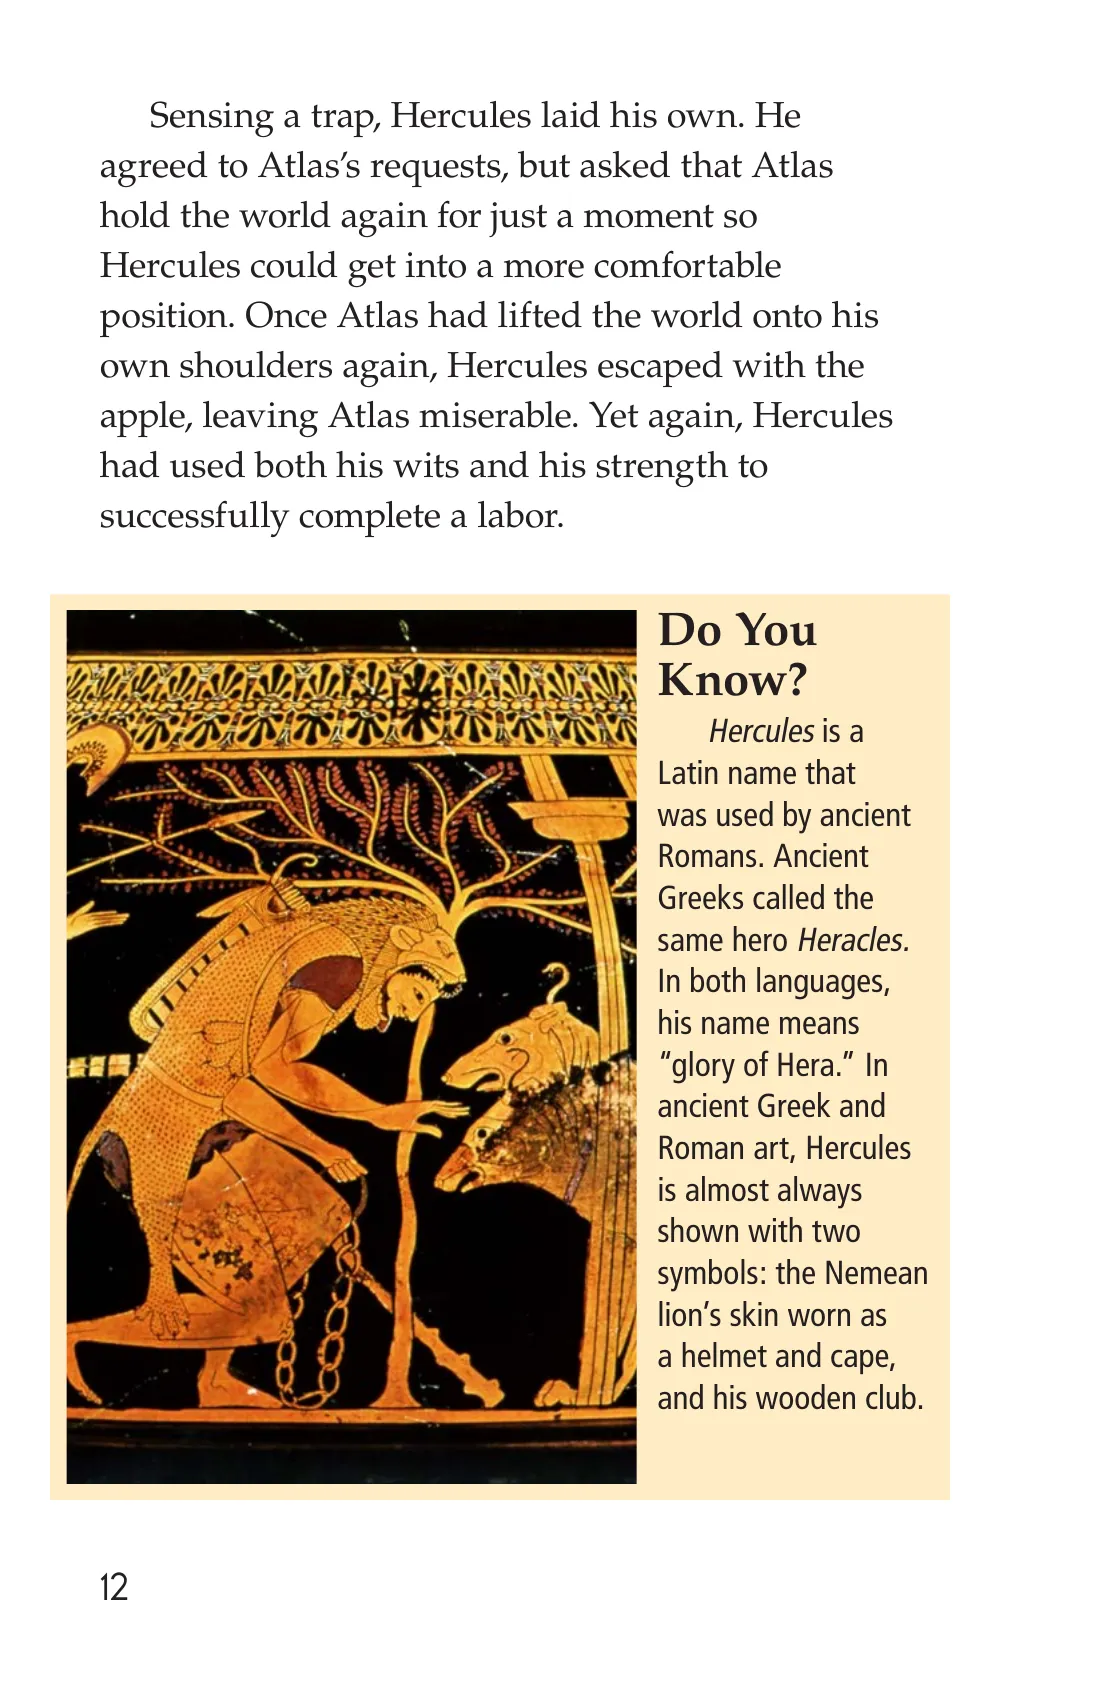 Sensing a trap, Hercules laid his own. He
agreed to Atlas’s requests, but asked that Atlas
hold the world again for just a moment so
Hercules could get into a more comfortable
position. Once Atlas had lifted the world onto his
own shoulders again, Hercules escaped with the
apple, leaving Atlas miserable. Yet again, Hercules
had used both his wits and his strength to
successfully complete a labor.
Do You
Know?
Hercules is a
Latin name that
was used by ancient
Romans. Ancient
Greeks called the
same hero Heracles.
In both languages,
his name means
“glory of Hera.” In
ancient Greek and
Roman art, Hercules
is almost always
shown with two
symbols: the Nemean
lion’s skin worn as
a helmet and cape,
and his wooden club.
12